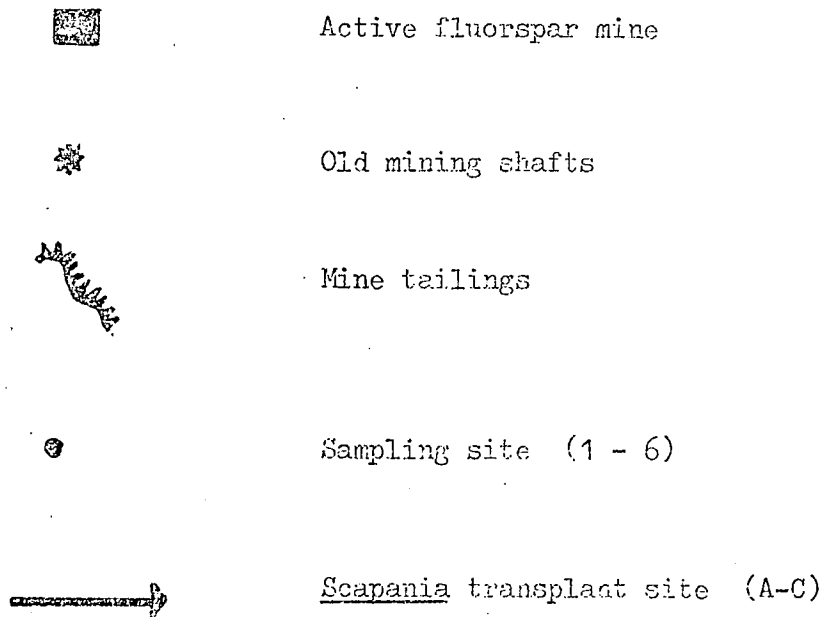 Active fluorspar mine
Old mining shafts
Mine tailings
Sampling site (1 - 6)
Scapania transplant site (A-C)